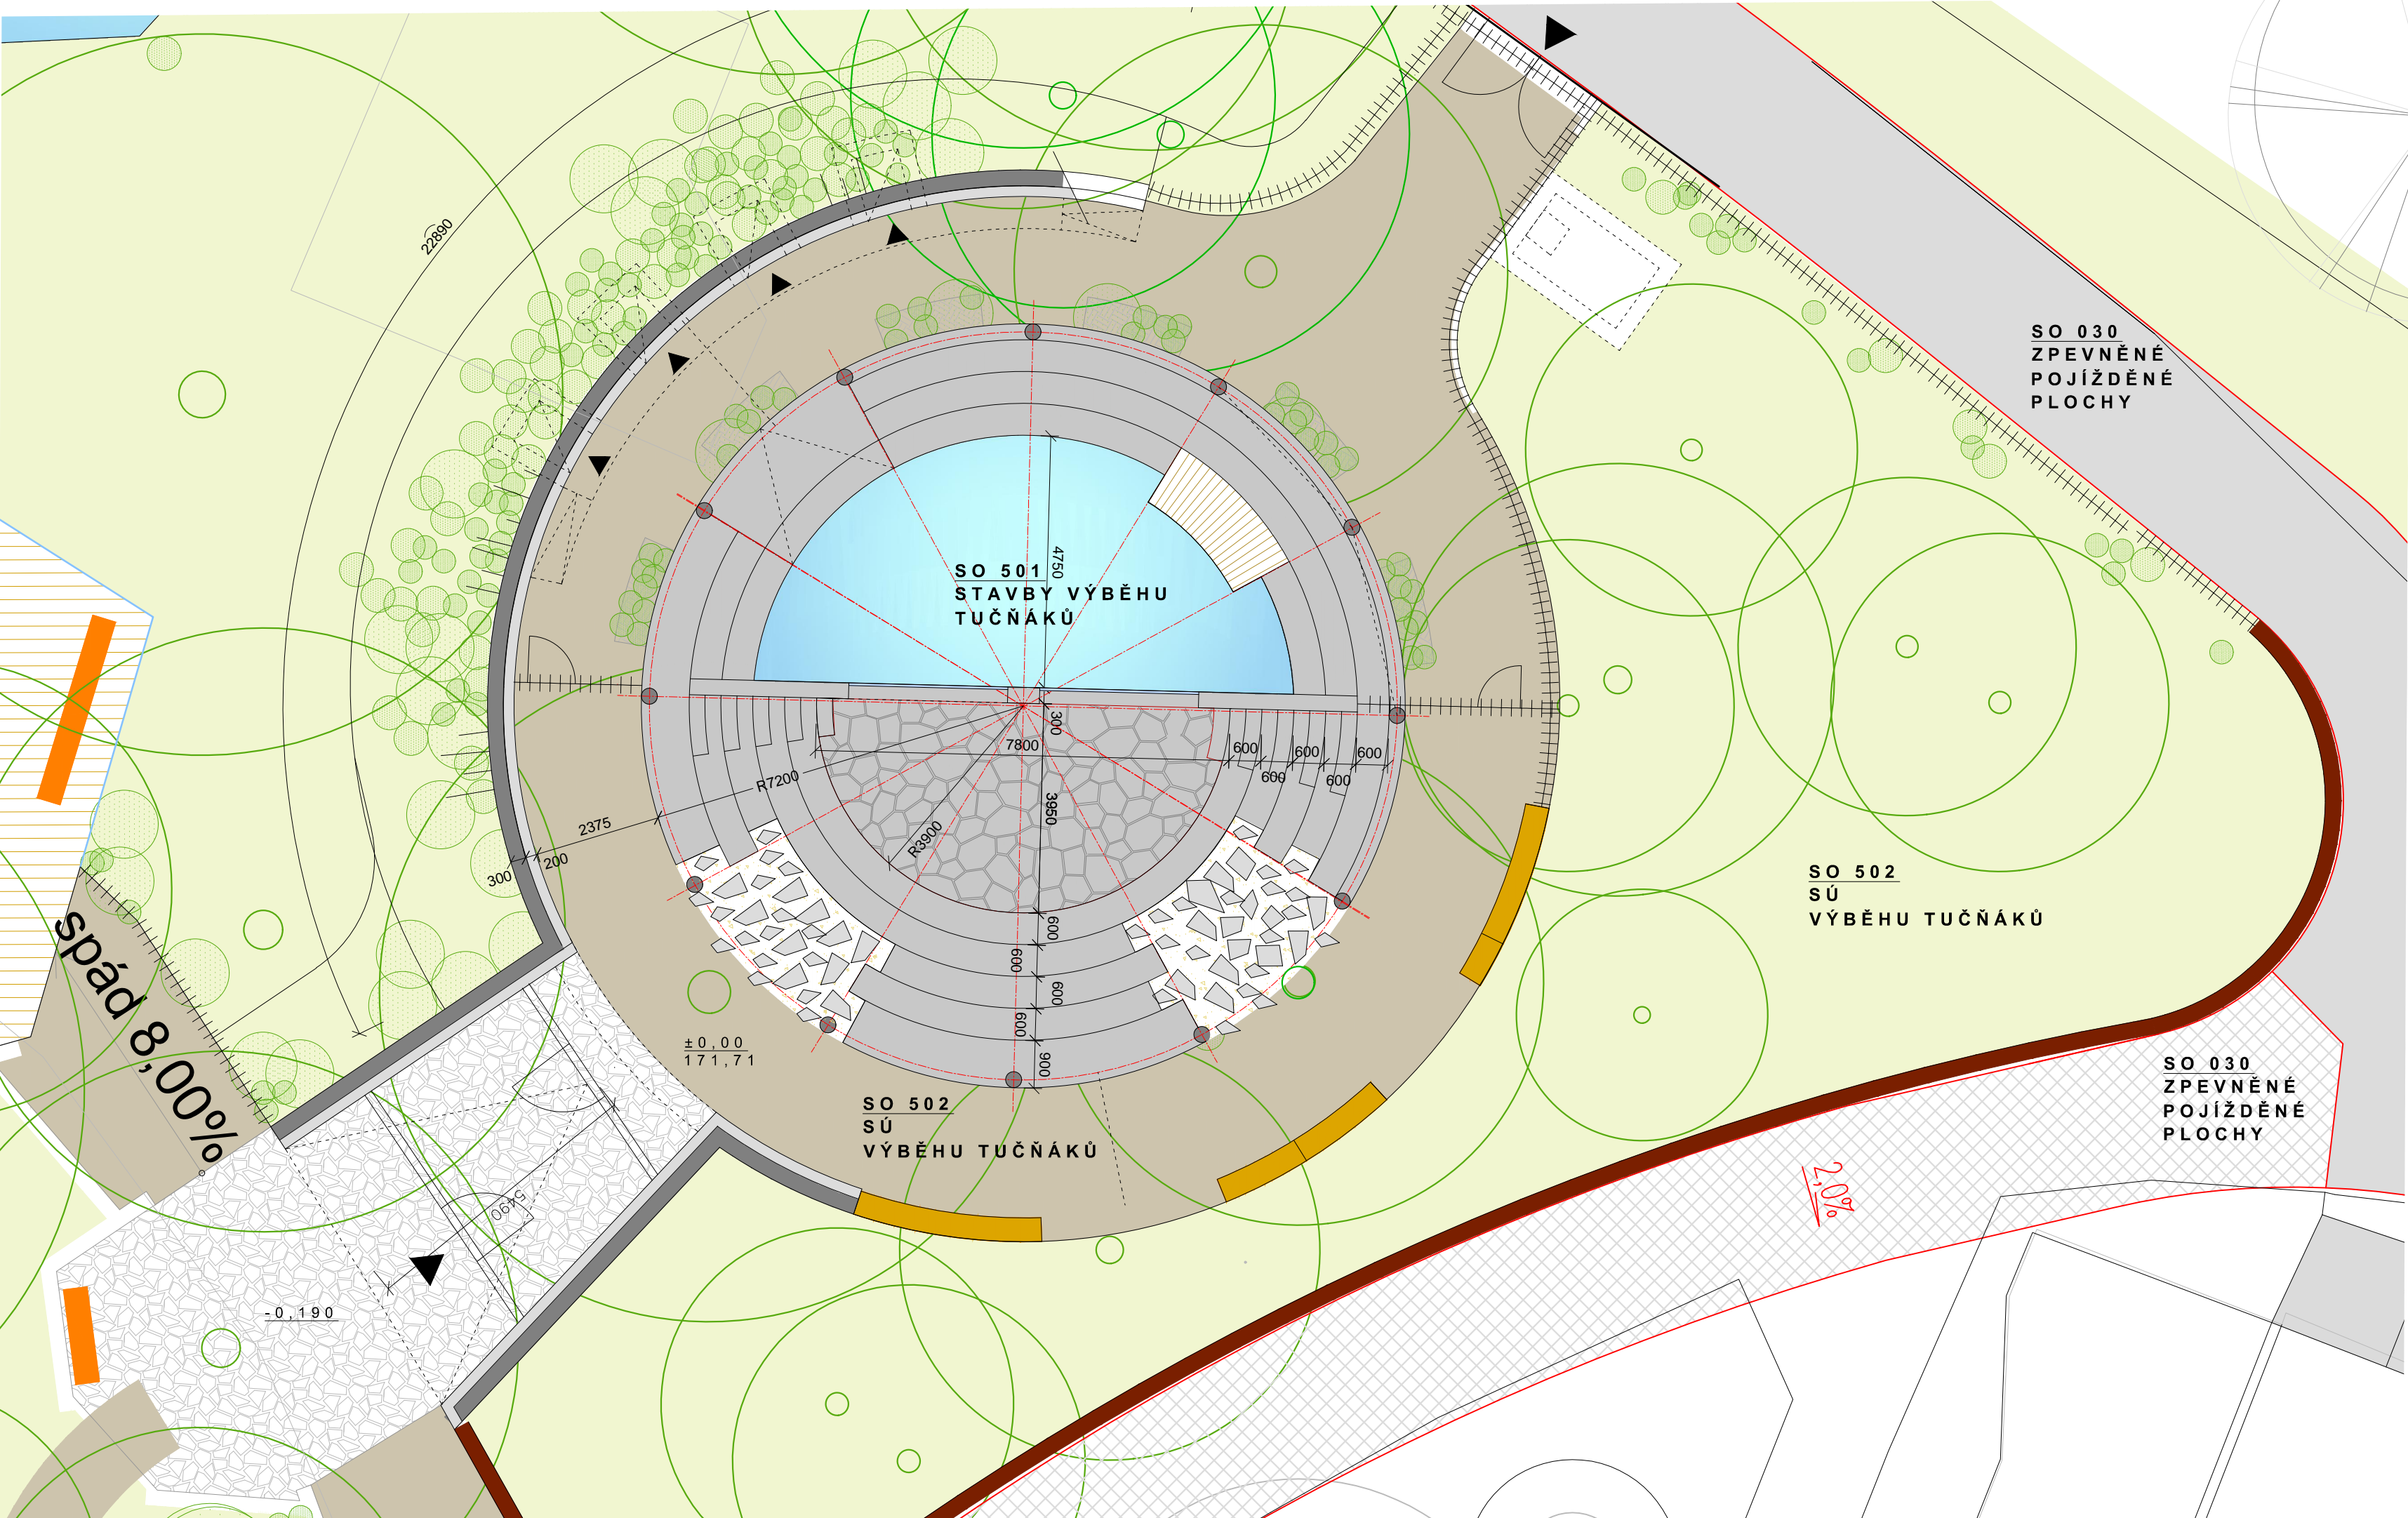 22890
SO 030
ZPEVNĚNÉ
POJÍŽDĚNÉ
PLOCHY
4750
SO 501
STAVBY VÝBĚHU
TUČŇÁKŮ
300
7800
600
600
600
600
600
R7200
3950
R3900
2375
200
300
600
600
600
600
900
SO 502
SÚ
VÝBĚHU TUČŇÁKŮ
spád 8,00%
±0,00
171,71
SO 502
SÚ
VÝBĚHU TUČŇÁKŮ
SO 030
ZPEVNĚNÉ
POJÍŽDĚNÉ
PLOCHY
2,0%
5490
-0,190